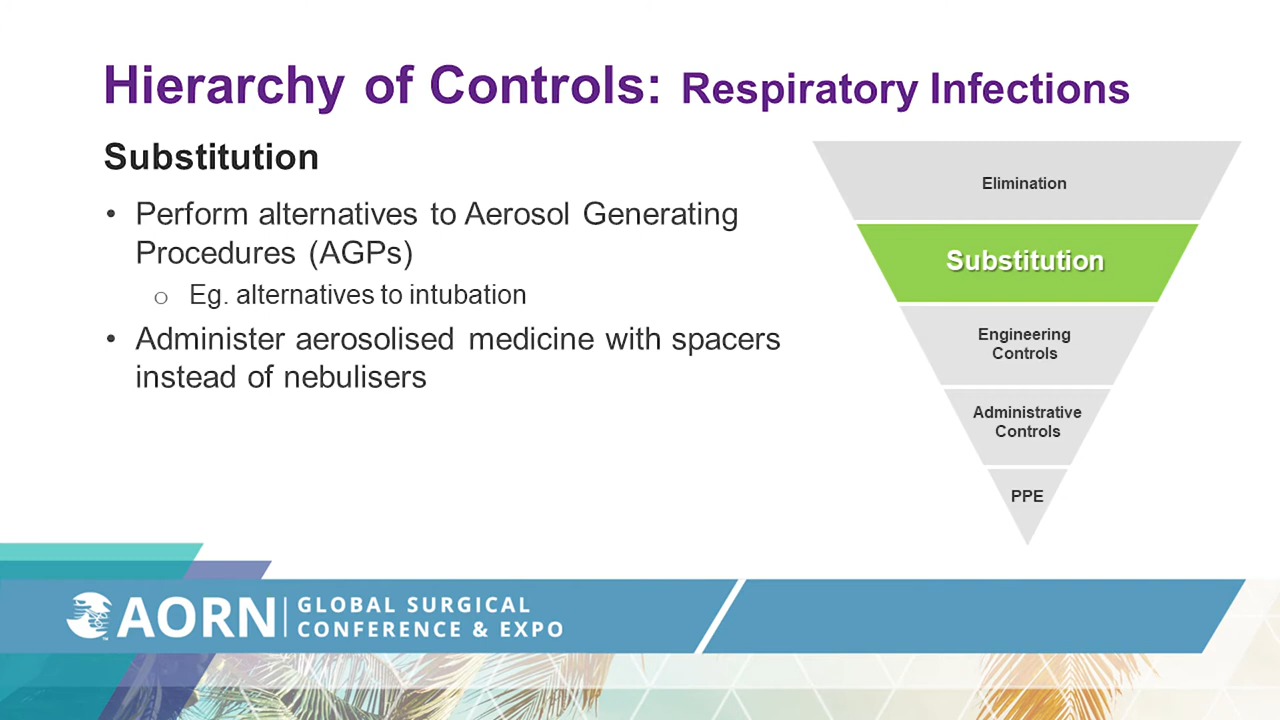 Hierarchy of Controls: Respiratory Infections
Substitution
• Perform alternatives to Aerosol Generating
Procedures (AGPs)
o Eg. alternatives to intubation
• Administer aerosolised medicine with spacers
instead of nebulisers
Elimination
Substitution
Engineering
Controls
Administrative
Controls
PPE
AORN GLOBAL SURGICAL
CONFERENCE & EXPO